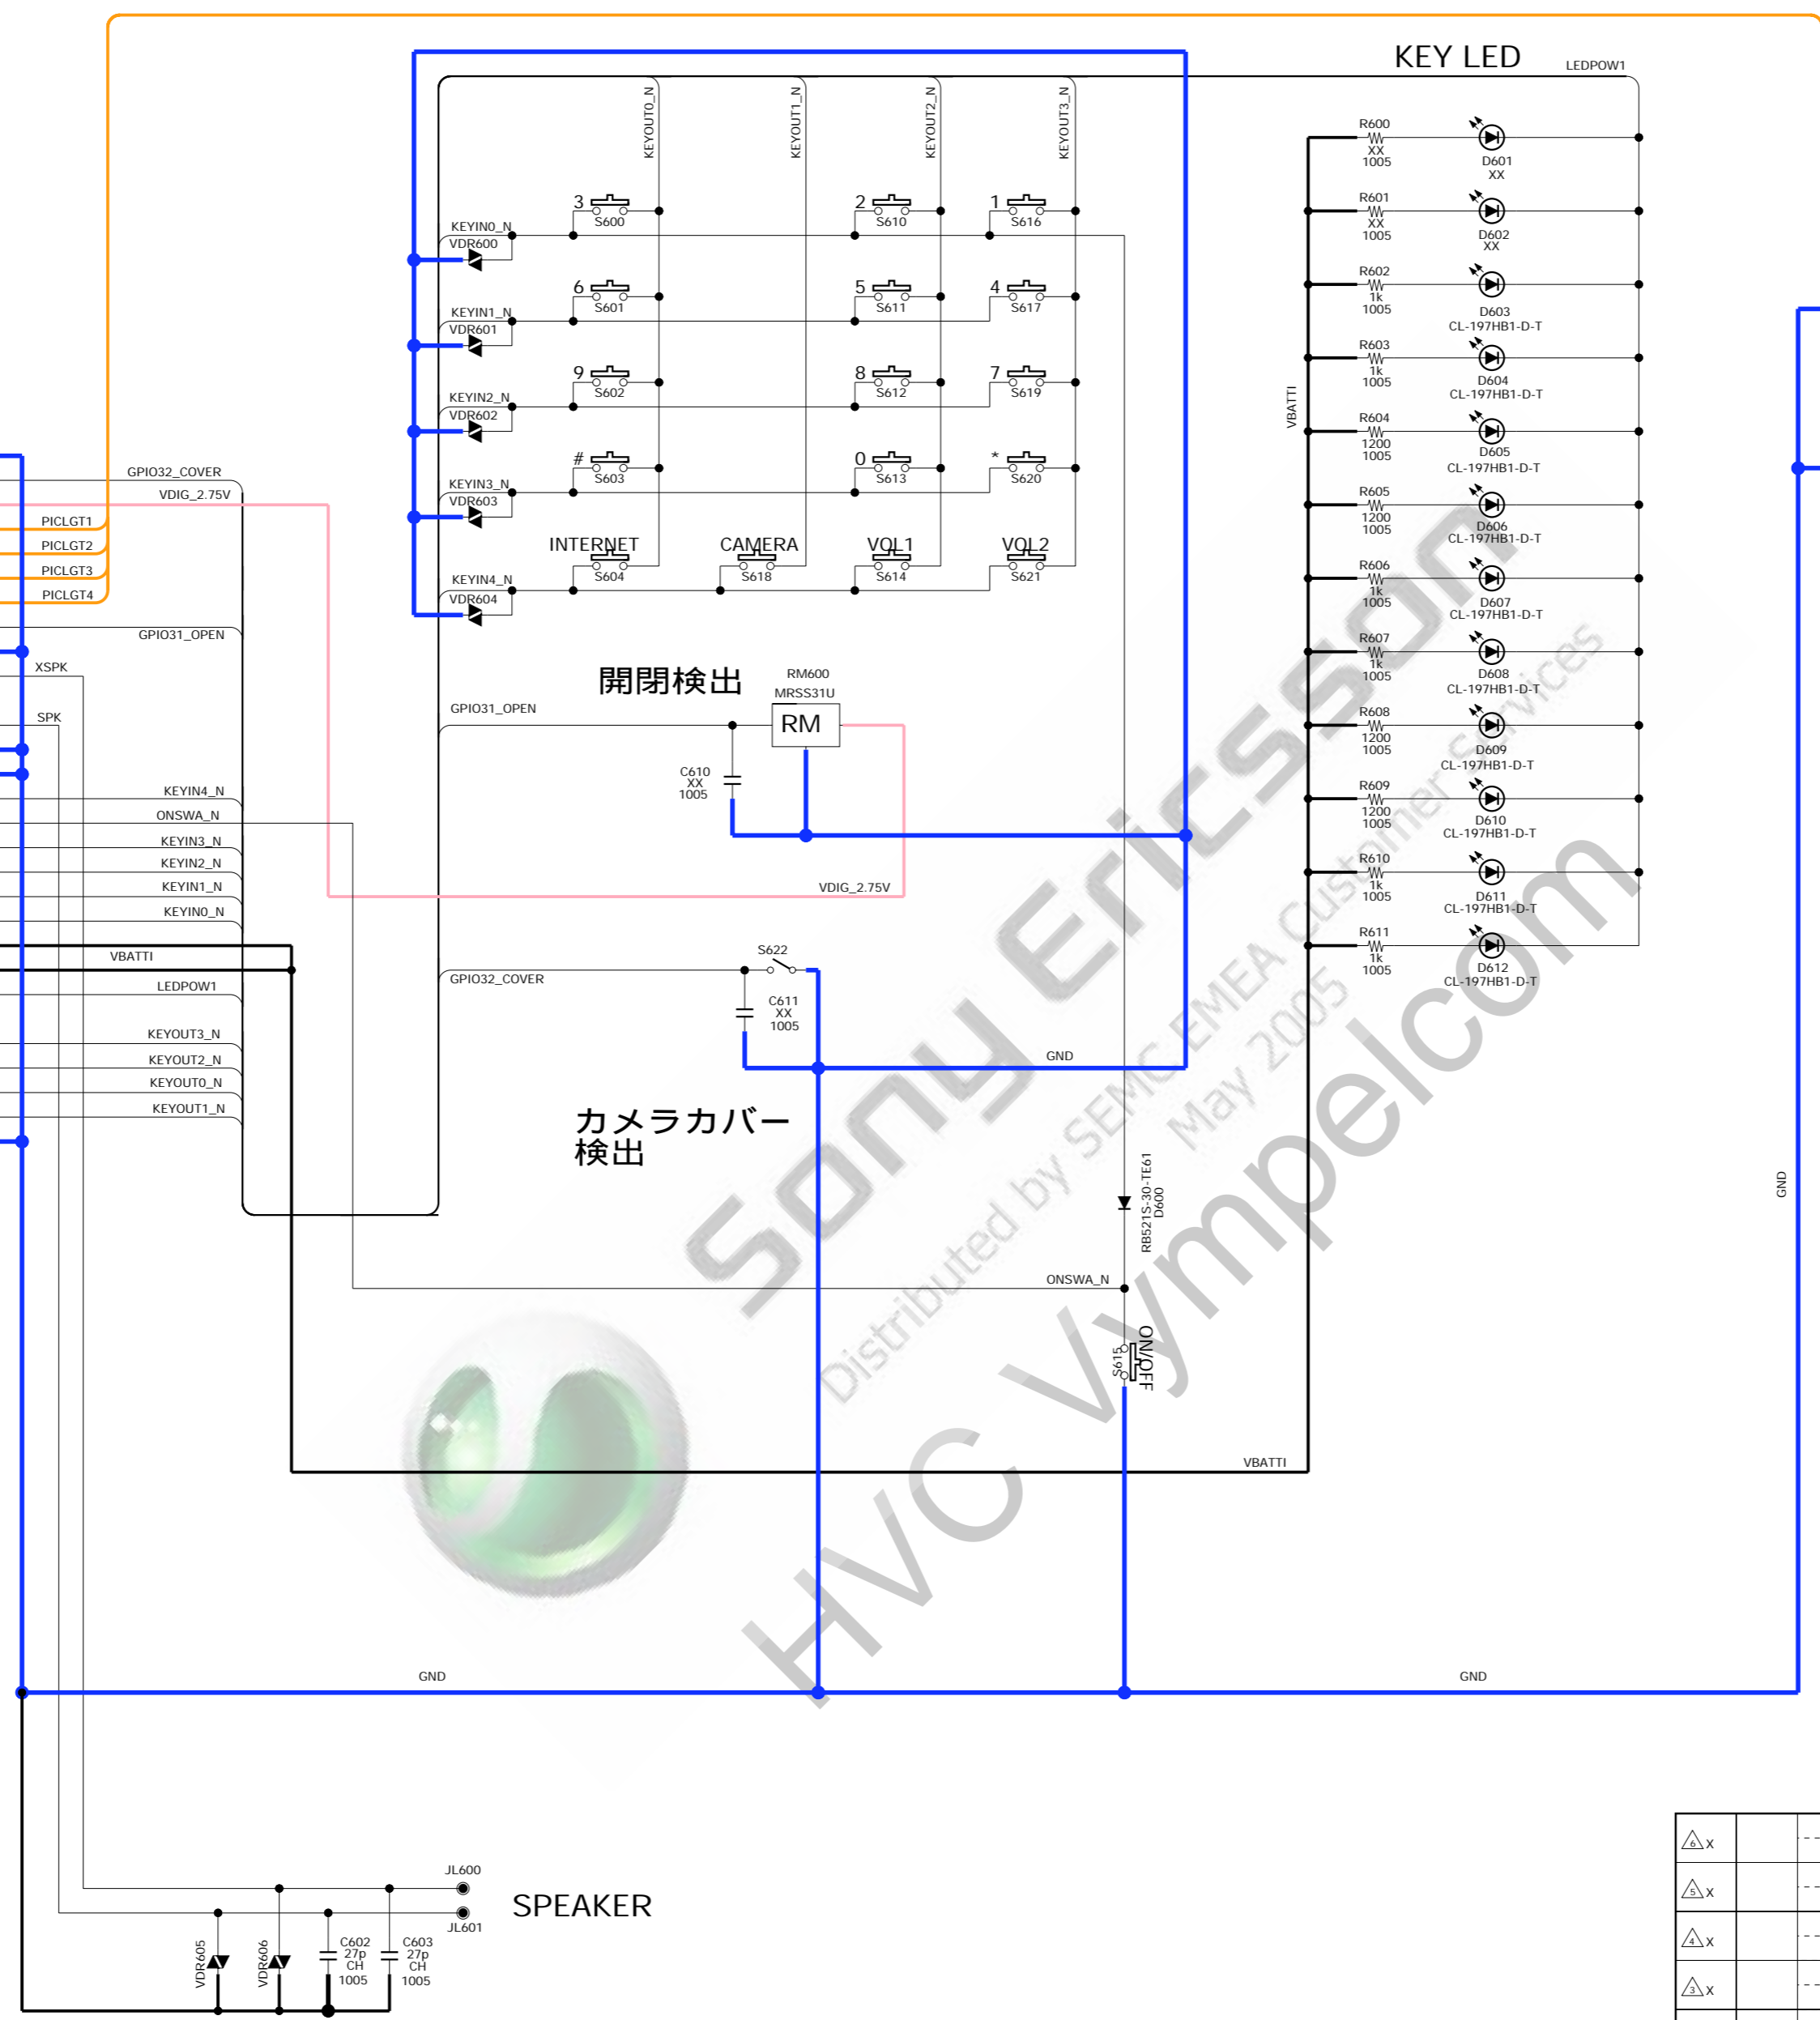 KEY LED
LEDPOW1
KEYOUT0_N
KEYOUT1_N
KEYOUT2_N
KEYOUT3_N
3
S600
2
S610
1
S616
KEYIN0_N
VDR600
6
S601
5
S611
4
S617
KEYIN1_N
VDR601
9
S602
8
S612
7
S619
KEYIN2_N
VDR602
#
S603
0
S613
*
S620
KEYIN3_N
VDR603
INTERNET
S604
CAMERA
S618
VOL1
S614
VOL2
S621
KEYIN4_N
VDR604
R600
XX
1005
D601
XX
R601
XX
1005
D602
XX
R602
1k
1005
D603
CL-197HB1-D-T
R603
1k
1005
D604
CL-197HB1-D-T
R604
1200
1005
D605
CL-197HB1-D-T
R605
1200
1005
D606
CL-197HB1-D-T
R606
1k
1005
D607
CL-197HB1-D-T
R607
1k
1005
D608
CL-197HB1-D-T
R608
1200
1005
D609
CL-197HB1-D-T
R609
1200
1005
D610
CL-197HB1-D-T
R610
1k
1005
D611
CL-197HB1-D-T
R611
1k
1005
D612
CL-197HB1-D-T
VBATTI
GPIO32_COVER
VDIG_2.75V
PICLGT1
PICLGT2
PICLGT3
PICLGT4
GPIO31_OPEN
XSPK
SPK
KEYIN4_N
ONSWA_N
KEYIN3_N
KEYIN2_N
KEYIN1_N
KEYIN0_N
VBATTI
LEDPOW1
KEYOUT3_N
KEYOUT2_N
KEYOUT0_N
KEYOUT1_N
開閉検出
RM600
MRSS31U
RM
GPIO31_OPEN
C610
XX
1005
VDIG_2.75V
S622
GPIO32_COVER
C611
XX
1005
GND
カメラカバー
検出
RB521S-30-TE61
D600
ONSWA_N
S615
ON/OFF
VBATTI
GND
GND
GND
Sony Ericsson
Distributed by SEMC EMEA Customer Services
May 2005
HVC Vympelcom
JL600
SPEAKER
JL601
VDR605
VDR606
C602
27p
CH
1005
C603
27p
CH
1005
6 X
5 X
4 X
3 X